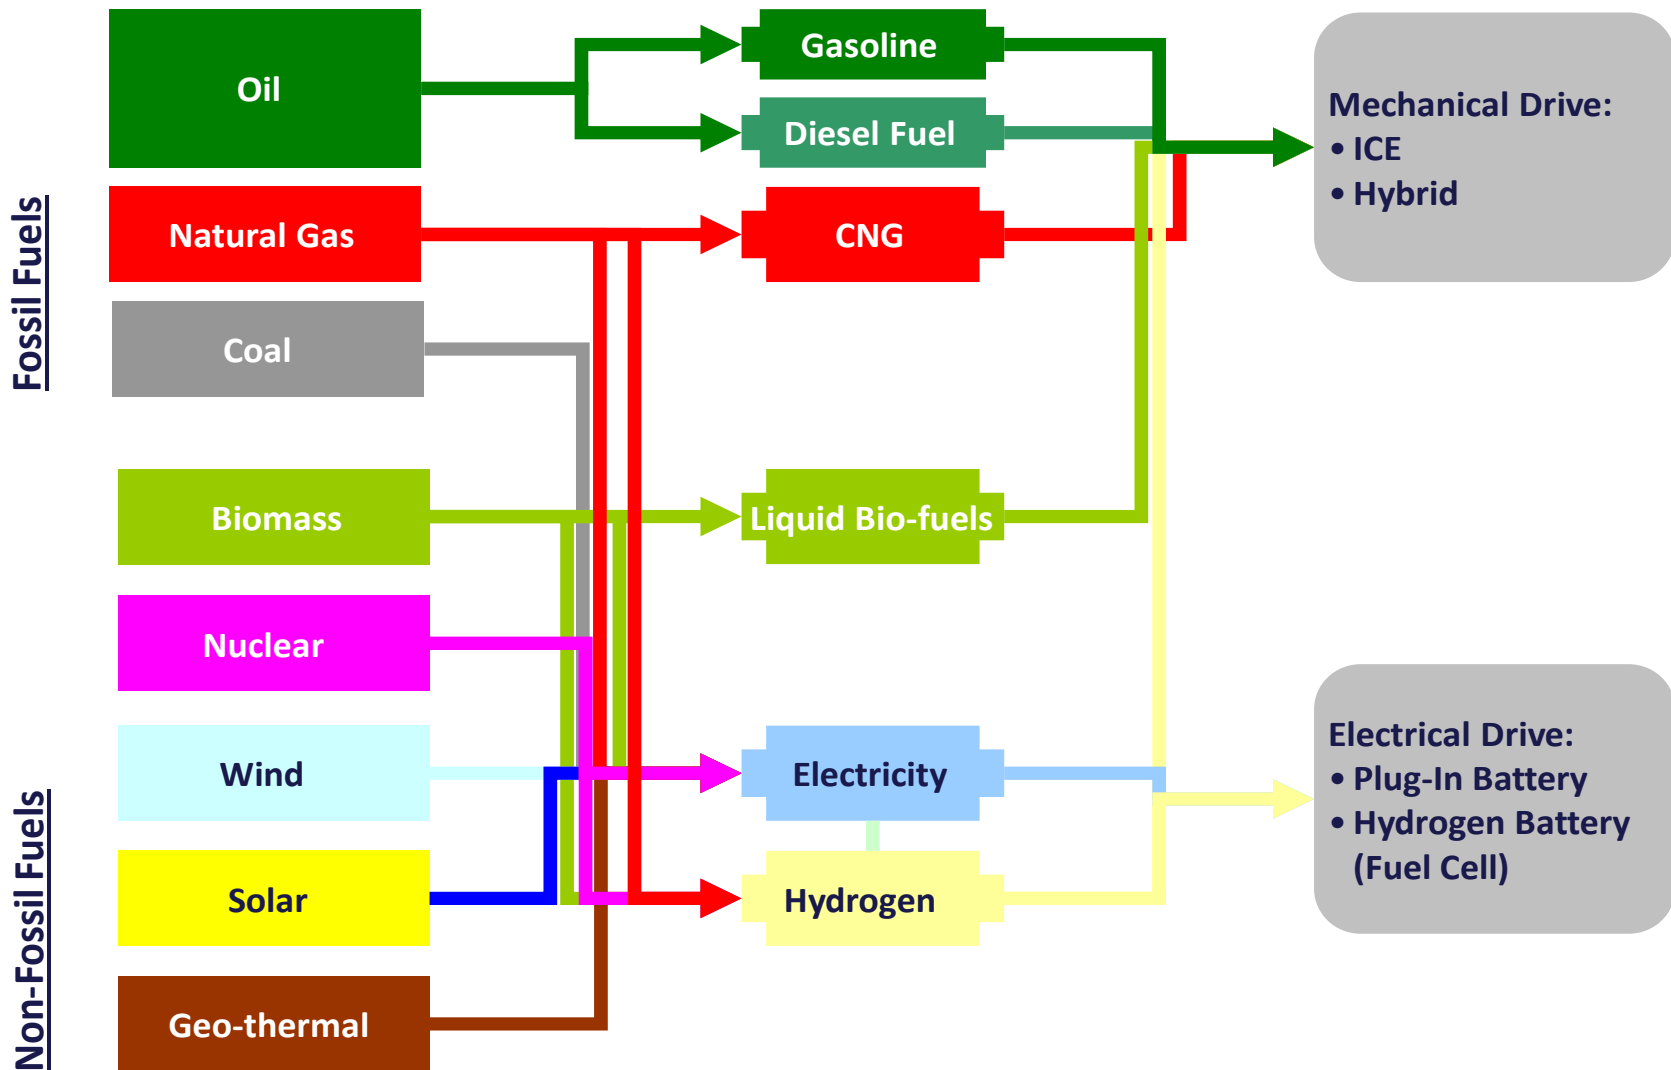 Fossil Fuels
Non-Fossil Fuels
Oil
Natural Gas
Coal
Biomass
Nuclear
Wind
Solar
Geo-thermal
Gasoline
Diesel Fuel
CNG
Liquid Bio-fuels
Electricity
Hydrogen
Mechanical Drive:
• ICE
• Hybrid
Electrical Drive:
• Plug-In Battery
• Hydrogen Battery
(Fuel Cell)